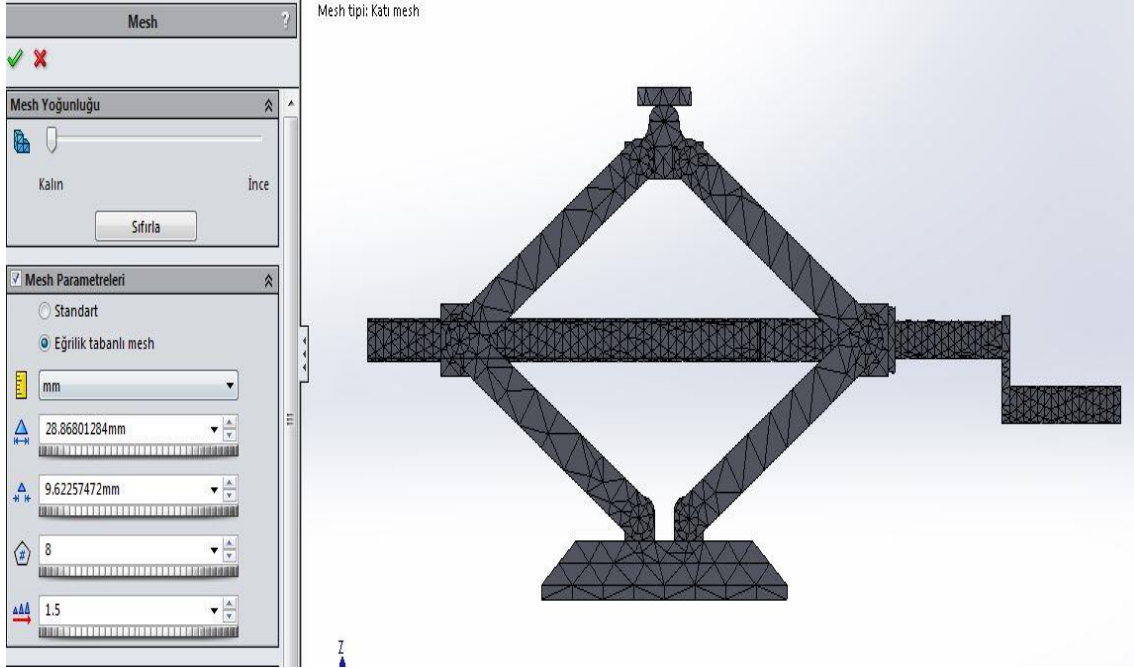 Mesh
?
Mesh tipi: Katı mesh
Mesh Yoğunluğu
Kalın İnce
Sıfırla
Mesh Parametreleri
Standart
Eğrilik tabanlı mesh
mm
28.86801284mm
9.62257472mm
#
8
1.5
Z